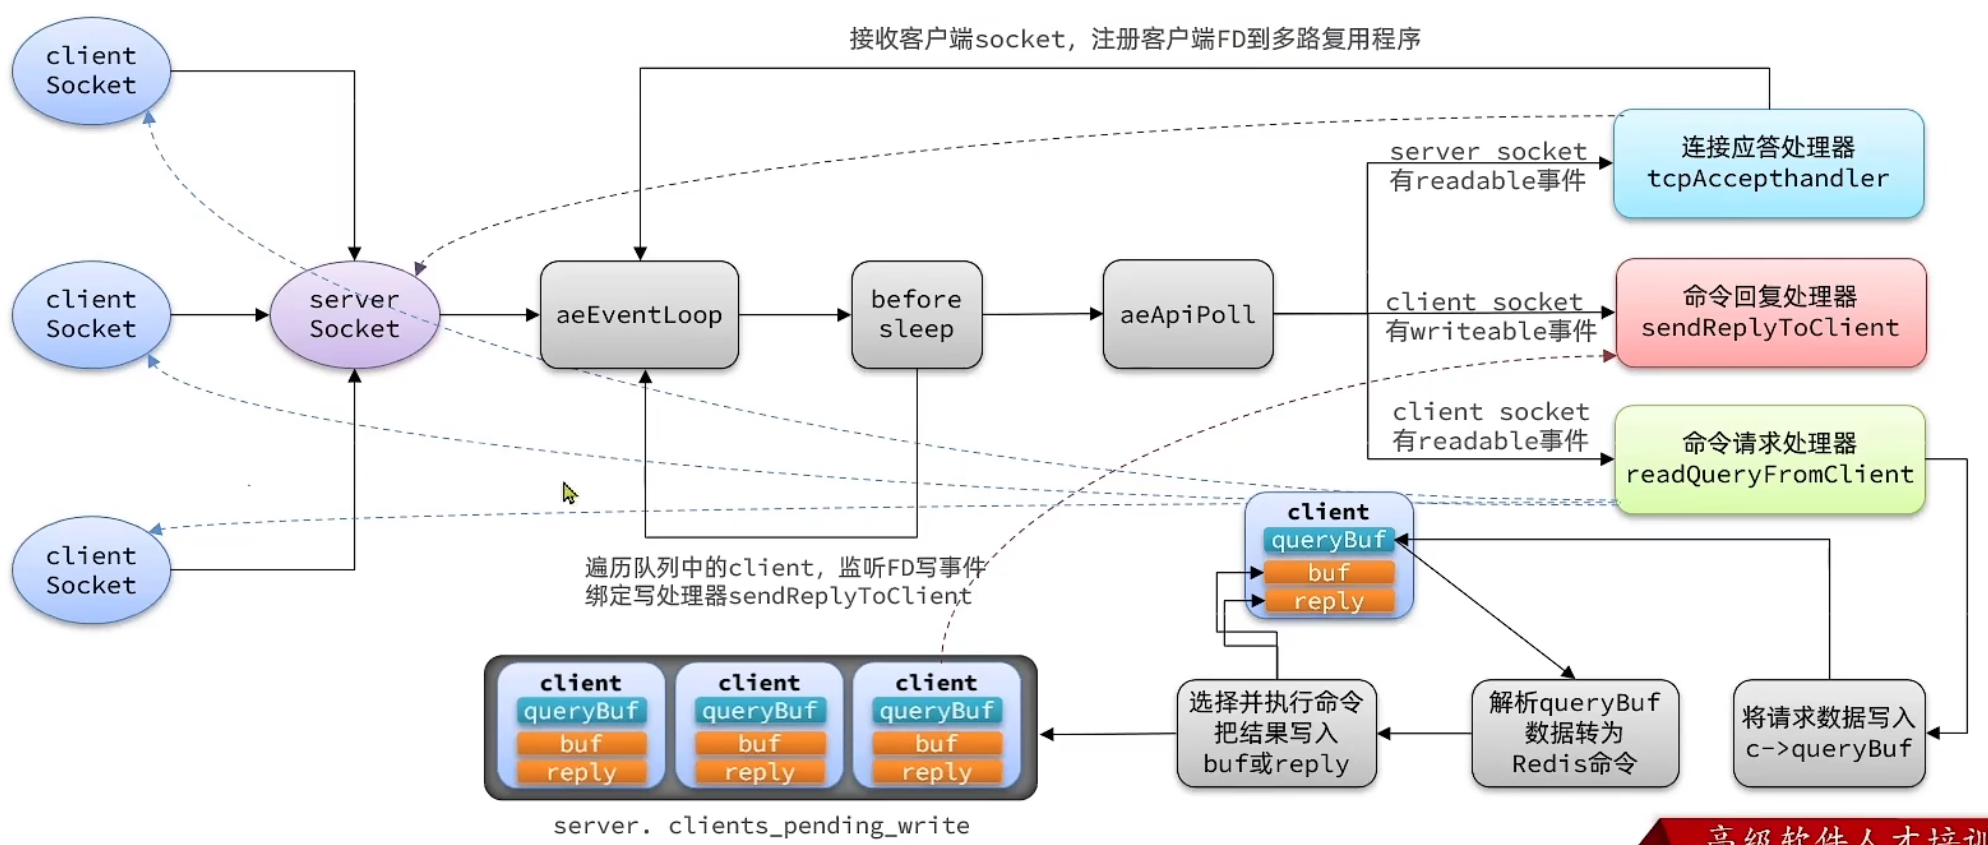 接收客户端socket，注册客户端FD到多路复用程序
client
Socket
连接应答处理器
tcpAccepthandler
server socket
有readable事件
client
Socket
server
Socket
aeEventLoop
before
sleep
aeApiPoll
client socket
有writeable事件
命令回复处理器
sendReplyToClient
client socket
有readable事件
命令请求处理器
readQueryFromClient
client
Socket
遍历队列中的client，监听FD写事件
绑定写处理器sendReplyToClient
client
queryBuf
buf
reply
client
queryBuf
buf
reply
client
queryBuf
buf
reply
client
queryBuf
buf
reply
server. clients_pending_write
选择并执行命令
把结果写入
buf或reply
解析queryBuf
数据转为
Redis命令
将请求数据写入
c->queryBuf
高级软件人才培训